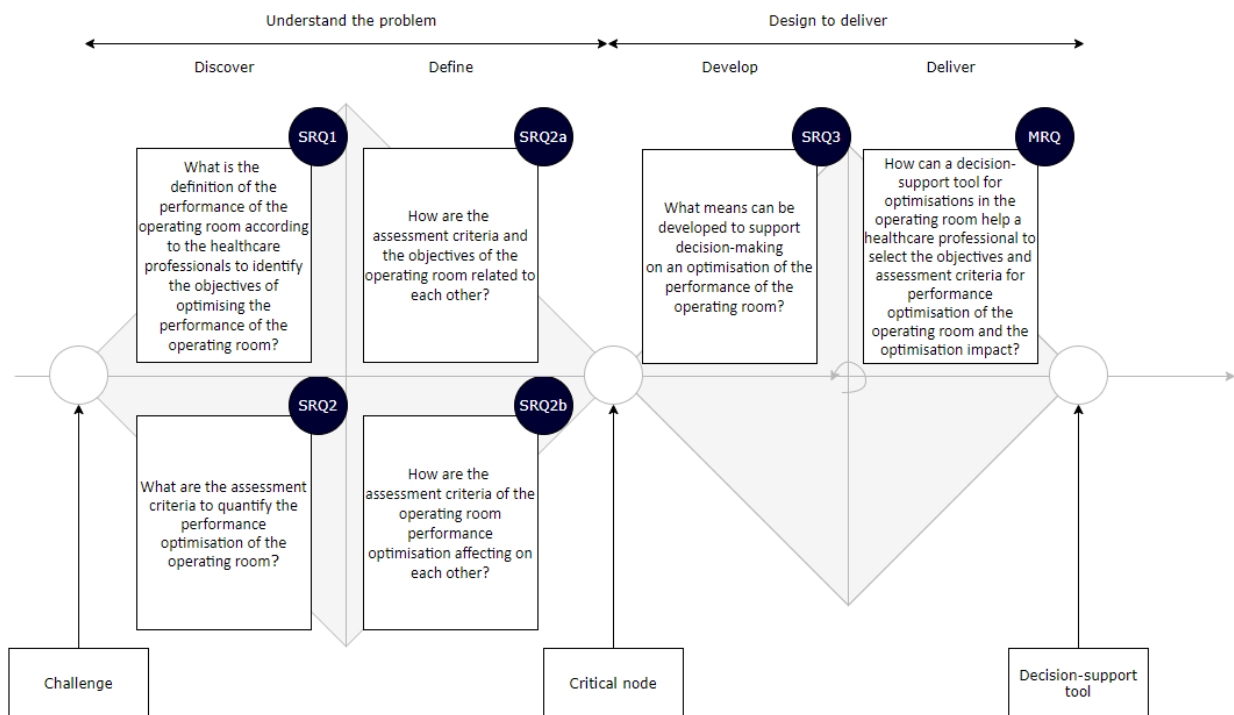 Understand the problem
Design to deliver
Discover
Define
Develop
Deliver
SRQ1
What is the
definition of the
performance of the
operating room according
to the healthcare
professionals to identify
the objectives of
optimising the
performance of the
operating room?
SRQ2a
How are the
assessment criteria and
the objectives of the
operating room related to
each other?
SRQ3
What means can be
developed to support
decision-making
on an optimisation of the
performance of the
operating room?
MRQ
How can a decision-
support tool for
optimisations in the
operating room help a
healthcare professional to
select the objectives and
assessment criteria for
performance
optimisation of the
operating room and the
optimisation impact?
SRQ2
What are the assessment
criteria to quantify the
performance
optimisation of the
operating room?
SRQ2b
How are the
assessment criteria of the
operating room
performance
optimisation affecting on
each other?
Challenge
Critical node
Decision-support
tool